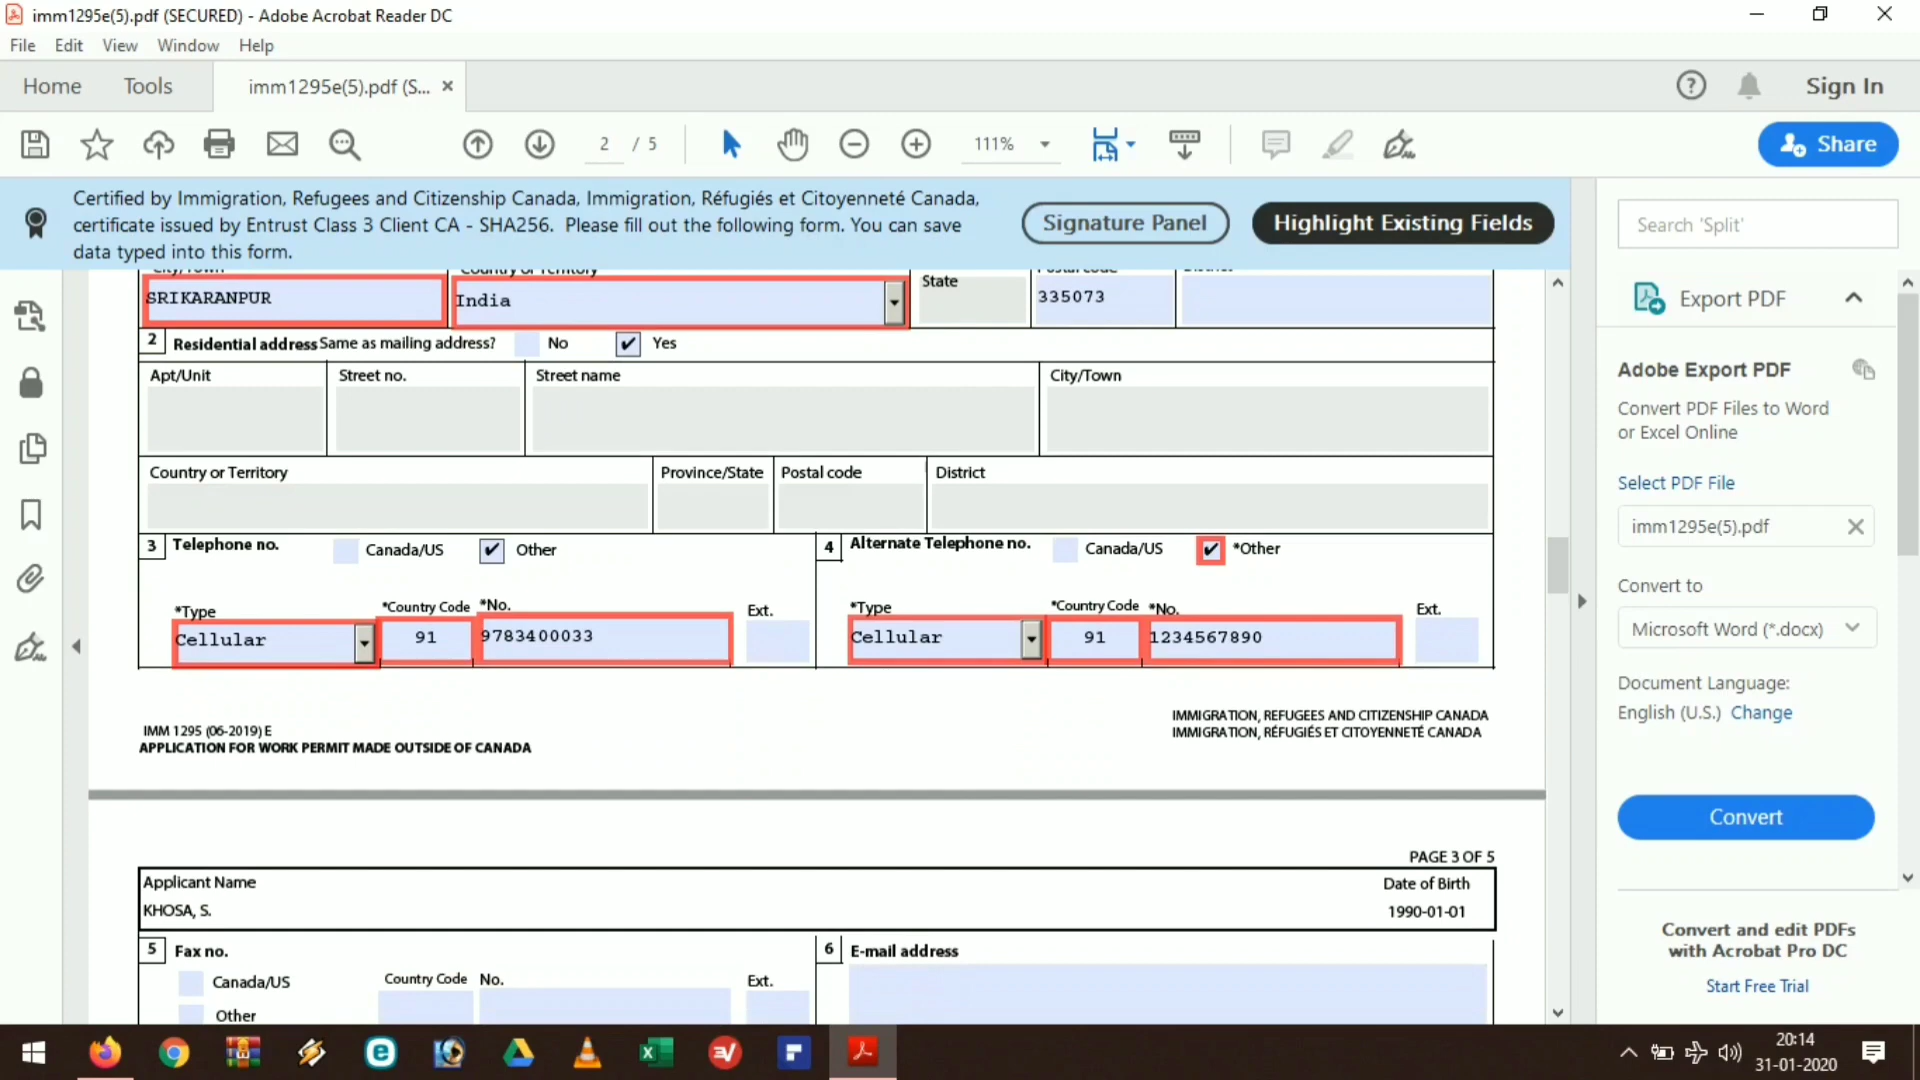 imm1295e(5).pdf (SECURED) - Adobe Acrobat Reader DC
File Edit View Window Help
Home Tools imm1295e(5).pdf (S... × Sign In
2 / 5 111% Share
Certified by Immigration, Refugees and Citizenship Canada, Immigration, Réfugiés et Citoyenneté Canada,
certificate issued by Entrust Class 3 Client CA - SHA256. Please fill out the following form. You can save
data typed into this form.
Signature Panel Highlight Existing Fields
City/Town Country or Territory State Postal code District
SRIKARANPUR India 335073
2 Residential address Same as mailing address? No ✔ Yes
Apt/Unit Street no. Street name City/Town
Country or Territory Province/State Postal code District
3 Telephone no. Canada/US ✔ Other 4 Alternate Telephone no. Canada/US ✔ *Other
*Type *Country Code *No. Ext. *Type *Country Code *No. Ext.
Cellular 91 9783400033 Cellular 91 1234567890
IMM 1295 (06-2019) E
APPLICATION FOR WORK PERMIT MADE OUTSIDE OF CANADA
IMMIGRATION, REFUGEES AND CITIZENSHIP CANADA
IMMIGRATION, RÉFUGIÉS ET CITOYENNETÉ CANADA
PAGE 3 OF 5
Applicant Name Date of Birth
KHOSA, S. 1990-01-01
5 Fax no. 6 E-mail address
Canada/US Country Code No. Ext.
Other
Search 'Split'
Export PDF
Adobe Export PDF
Convert PDF Files to Word
or Excel Online
Select PDF File
imm1295e(5).pdf
Convert to
Microsoft Word (*.docx)
Document Language:
English (U.S.) Change
Convert
Convert and edit PDFs
with Acrobat Pro DC
Start Free Trial
20:14
31-01-2020